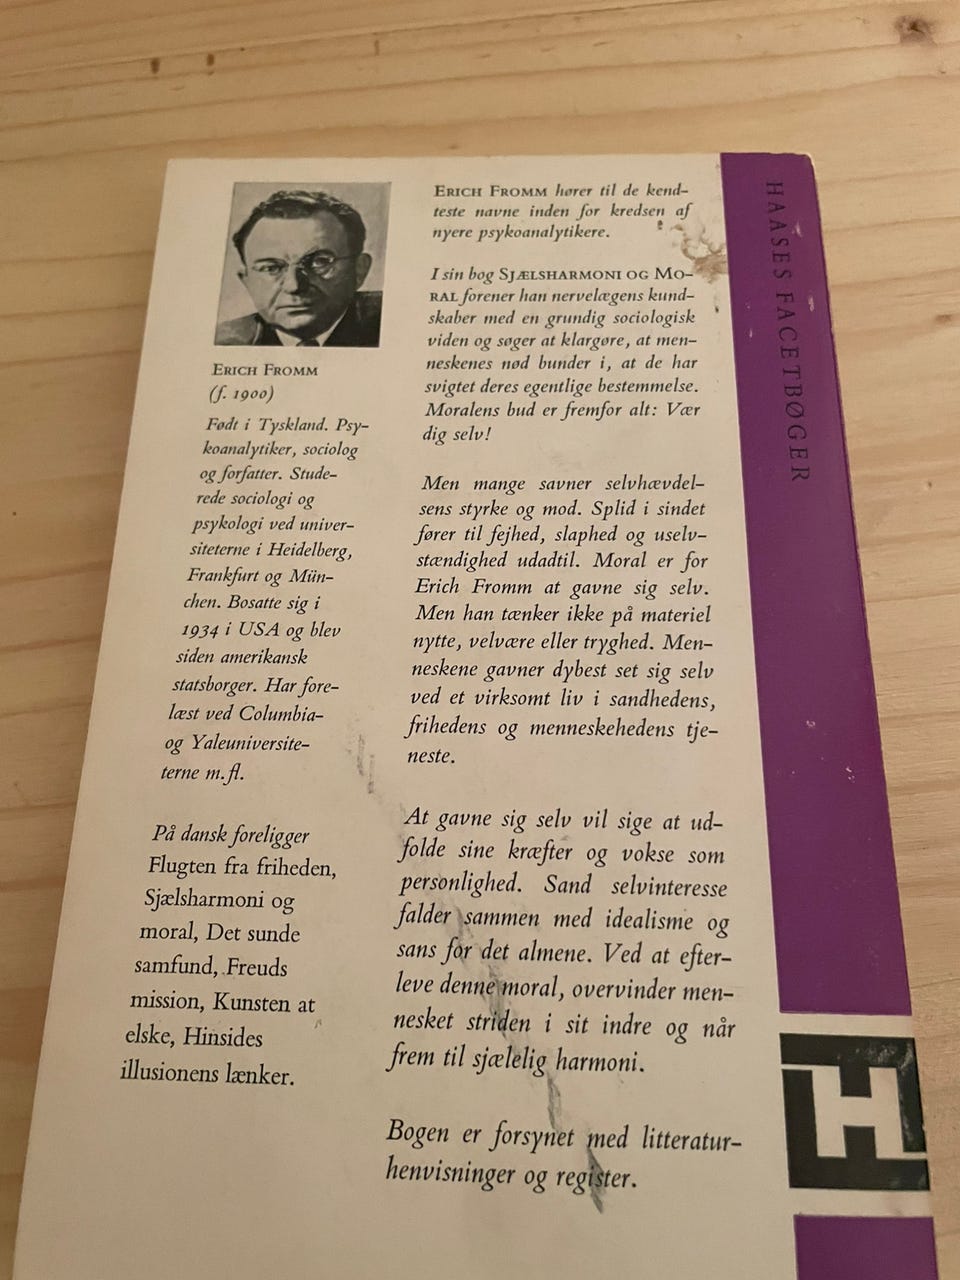 ERICH FROMM
(f. 1900)
Født i Tyskland. Psy-
koanalytiker, sociolog
og forfatter. Stude-
rede sociologi og
psykologi ved univer-
siteterne i Heidelberg,
Frankfurt og Mün-
chen. Bosatte sig i
1934 i USA og blev
siden amerikansk
statsborger. Har fore-
læst ved Columbia-
og Yaleuniversite-
terne m.fl.
På dansk foreligger
Flugten fra friheden,
Sjælsharmoni og
moral, Det sunde
samfund, Freuds
mission, Kunsten at
elske, Hinsides
illusionens lænker.
ERICH FROMM hører til de kend-
teste navne inden for kredsen af
nyere psykoanalytikere.
I sin bog SJÆLSHARMONI OG MO-
RAL forener han nervelægens kund-
skaber med en grundig sociologisk
viden og søger at klargøre, at men-
neskenes nød bunder i, at de har
svigtet deres egentlige bestemmelse.
Moralens bud er fremfor alt: Vær
dig selv!
Men mange savner selvhævdel-
sens styrke og mod. Splid i sindet
fører til fejhed, slaphed og uselv-
stændighed udadtil. Moral er for
Erich Fromm at gavne sig selv.
Men han tænker ikke på materiel
nytte, velvære eller tryghed. Men-
neskene gavner dybest set sig selv
ved et virksomt liv i sandhedens,
frihedens og menneskehedens tje-
neste.
At gavne sig selv vil sige at ud-
folde sine kræfter og vokse som
personlighed. Sand selvinteresse
falder sammen med idealisme og
sans for det almene. Ved at efter-
leve denne moral, overvinder men-
nesket striden i sit indre og når
frem til sjælelig harmoni.
Bogen er forsynet med litteratur-
henvisninger og register.
HAASES FACETBØGER
H